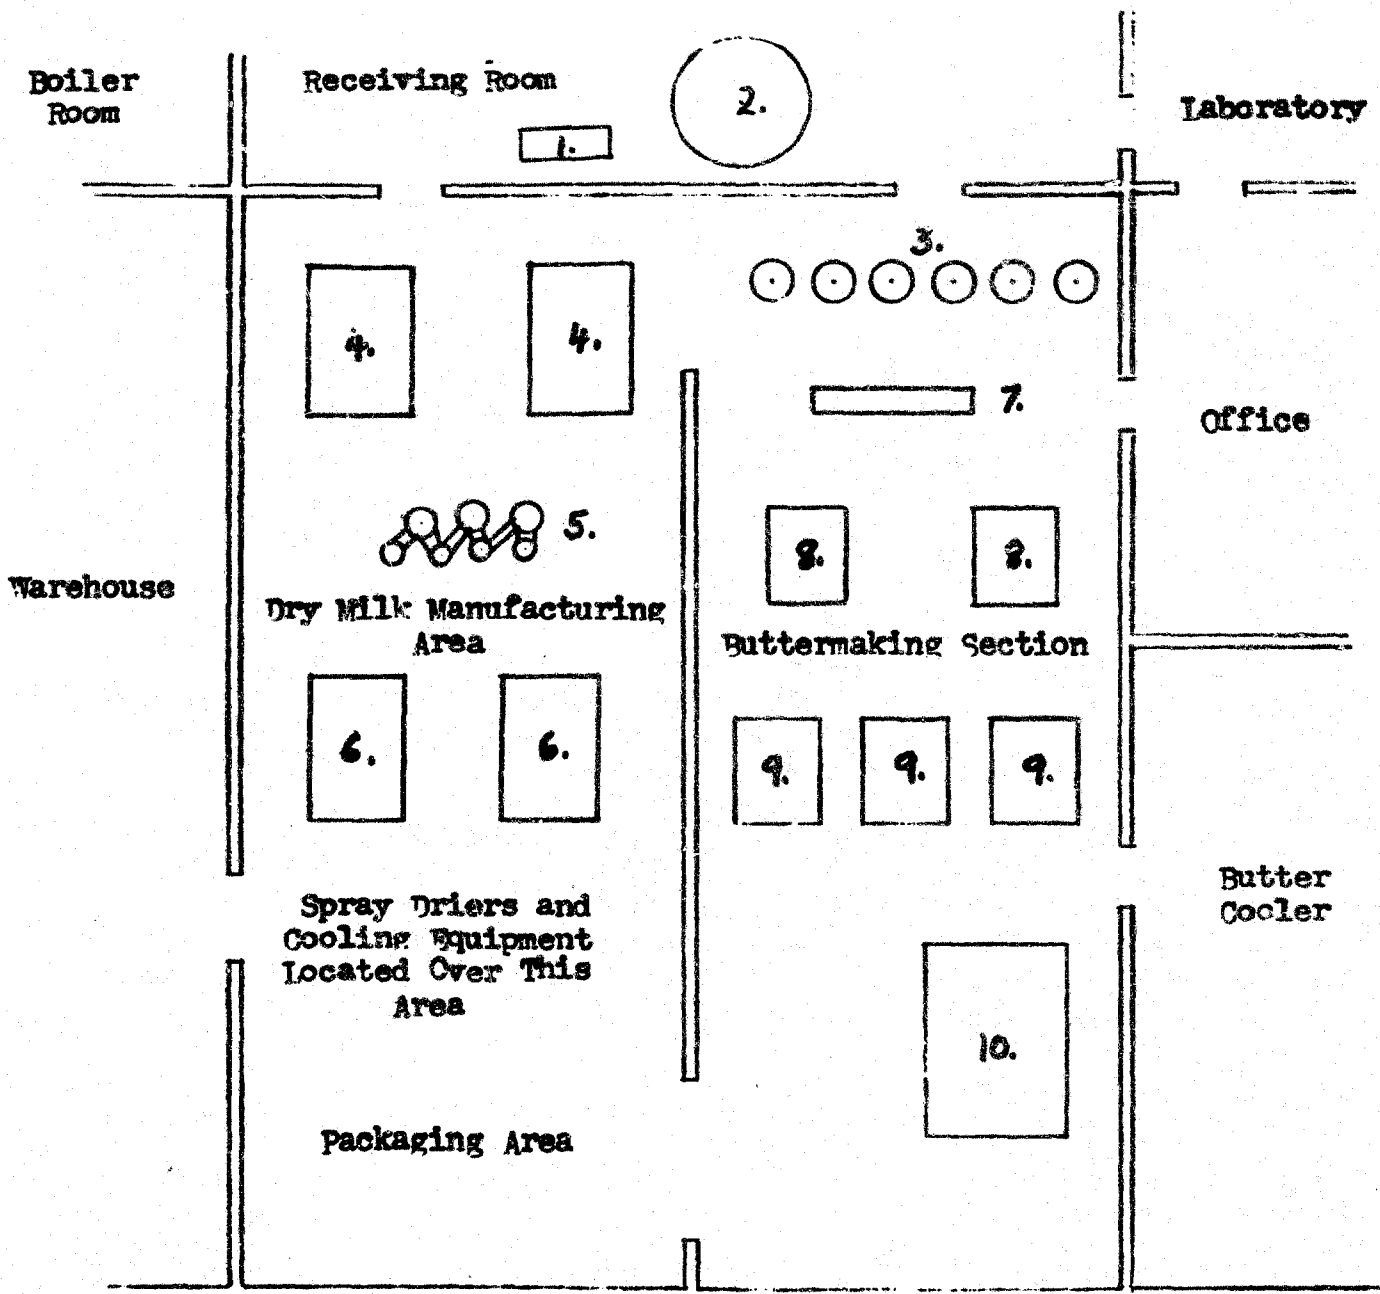 Boiler
Room
Receiving Room
2.
Laboratory
1.
3.
4.
4.
7.
Office
5.
8.
8.
Warehouse
Dry Milk Manufacturing
Area
Buttermaking Section
6.
6.
9.
9.
9.
Spray Driers and
Cooling Equipment
Located Over This
Area
Butter
Cooler
10.
Packaging Area